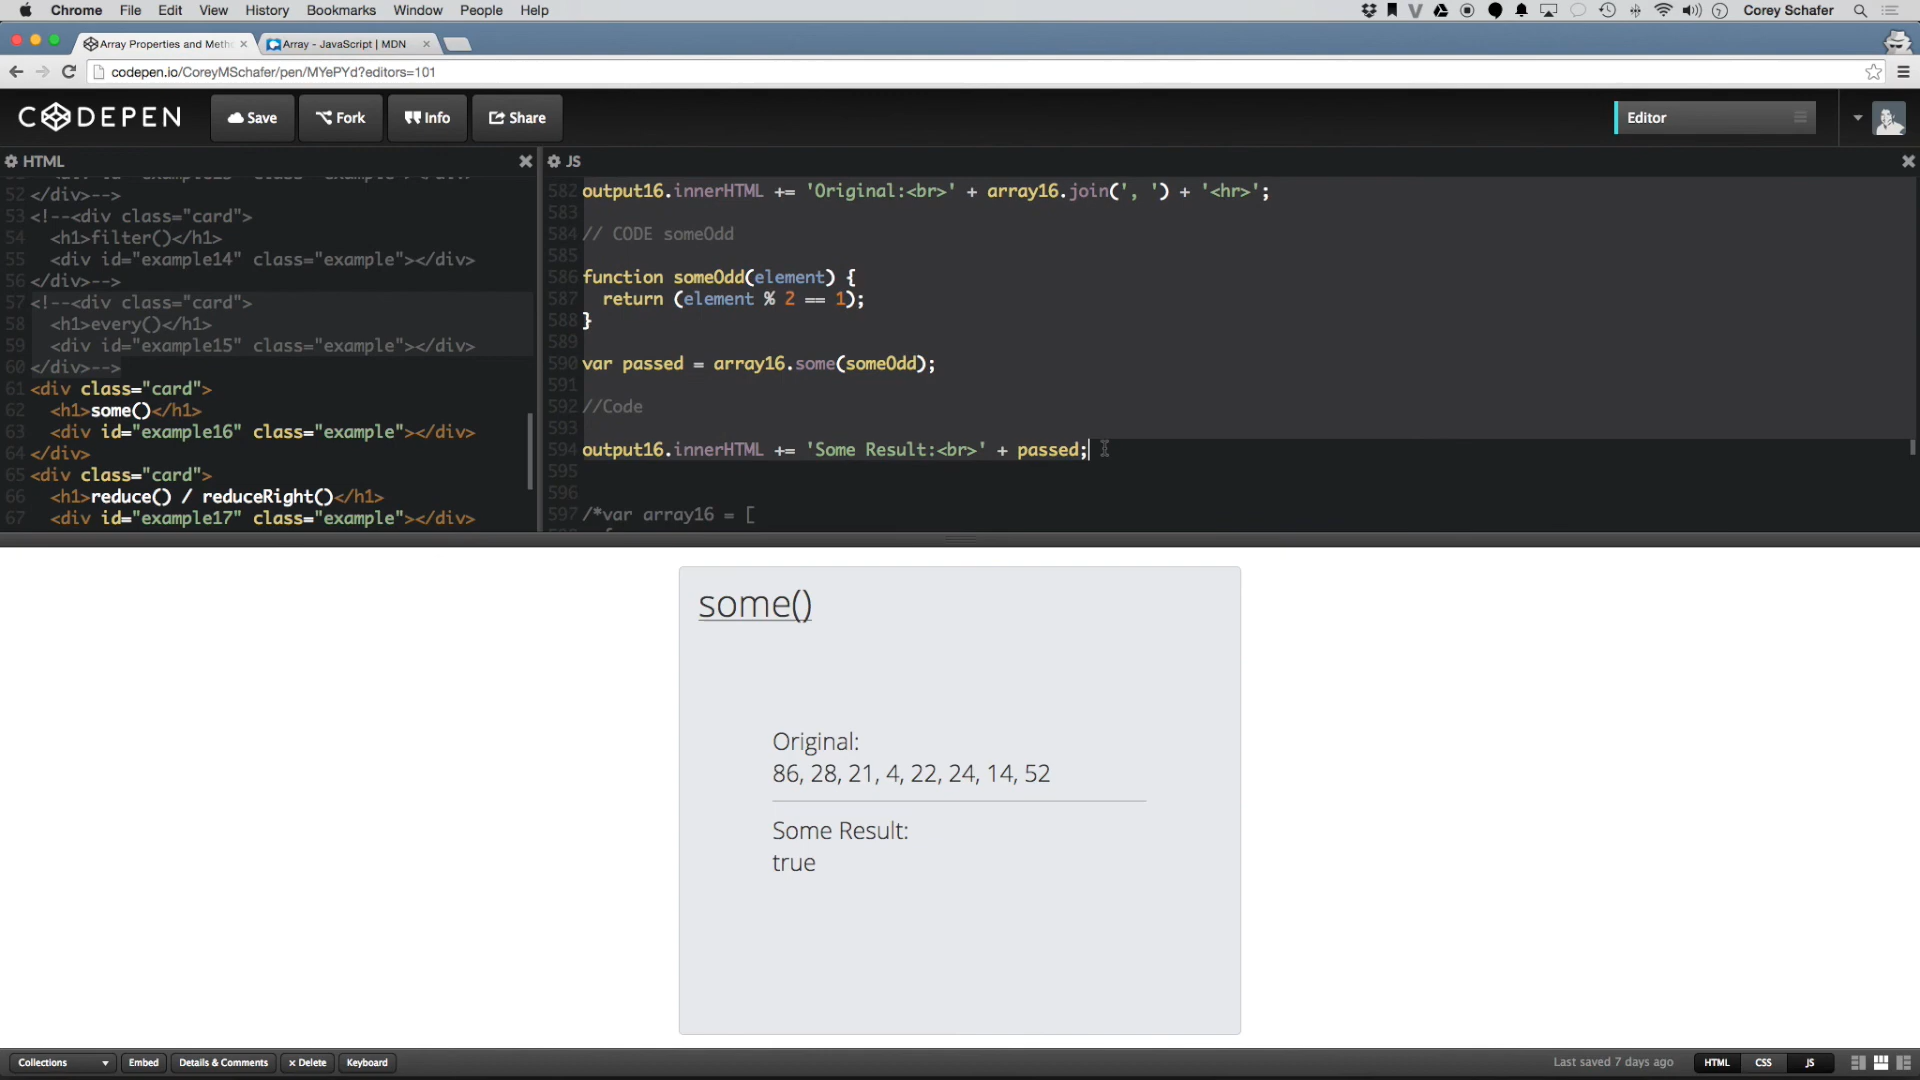 Chrome File Edit View History Bookmarks Window People Help Corey Schafer
Array Properties and Meth
Array - JavaScript | MDN
codepen.io/CoreyMSchafer/pen/MYePYd?editors=101
CODEPEN Save Fork Info Share Editor
HTML
52 </div>-->
53 <!--<div class="card">
54 <h1>filter()</h1>
55 <div id="example14" class="example"></div>
56 </div>-->
57 <!--<div class="card">
58 <h1>every()</h1>
59 <div id="example15" class="example"></div>
60 </div>-->
61 <div class="card">
62 <h1>some()</h1>
63 <div id="example16" class="example"></div>
64 </div>
65 <div class="card">
66 <h1>reduce() / reduceRight()</h1>
67 <div id="example17" class="example"></div>
JS
582 output16.innerHTML += 'Original:<br>' + array16.join(', ') + '<hr>';
583
584 // CODE someOdd
585
586 function someOdd(element) {
587 return (element % 2 == 1);
588 }
589
590 var passed = array16.some(someOdd);
591
592 //Code
593
594 output16.innerHTML += 'Some Result:<br>' + passed;
595
596
597 /*var array16 = [
some()
Original:
86, 28, 21, 4, 22, 24, 14, 52
Some Result:
true
Collections Embed Details & Comments × Delete Keyboard Last saved 7 days ago HTML CSS JS